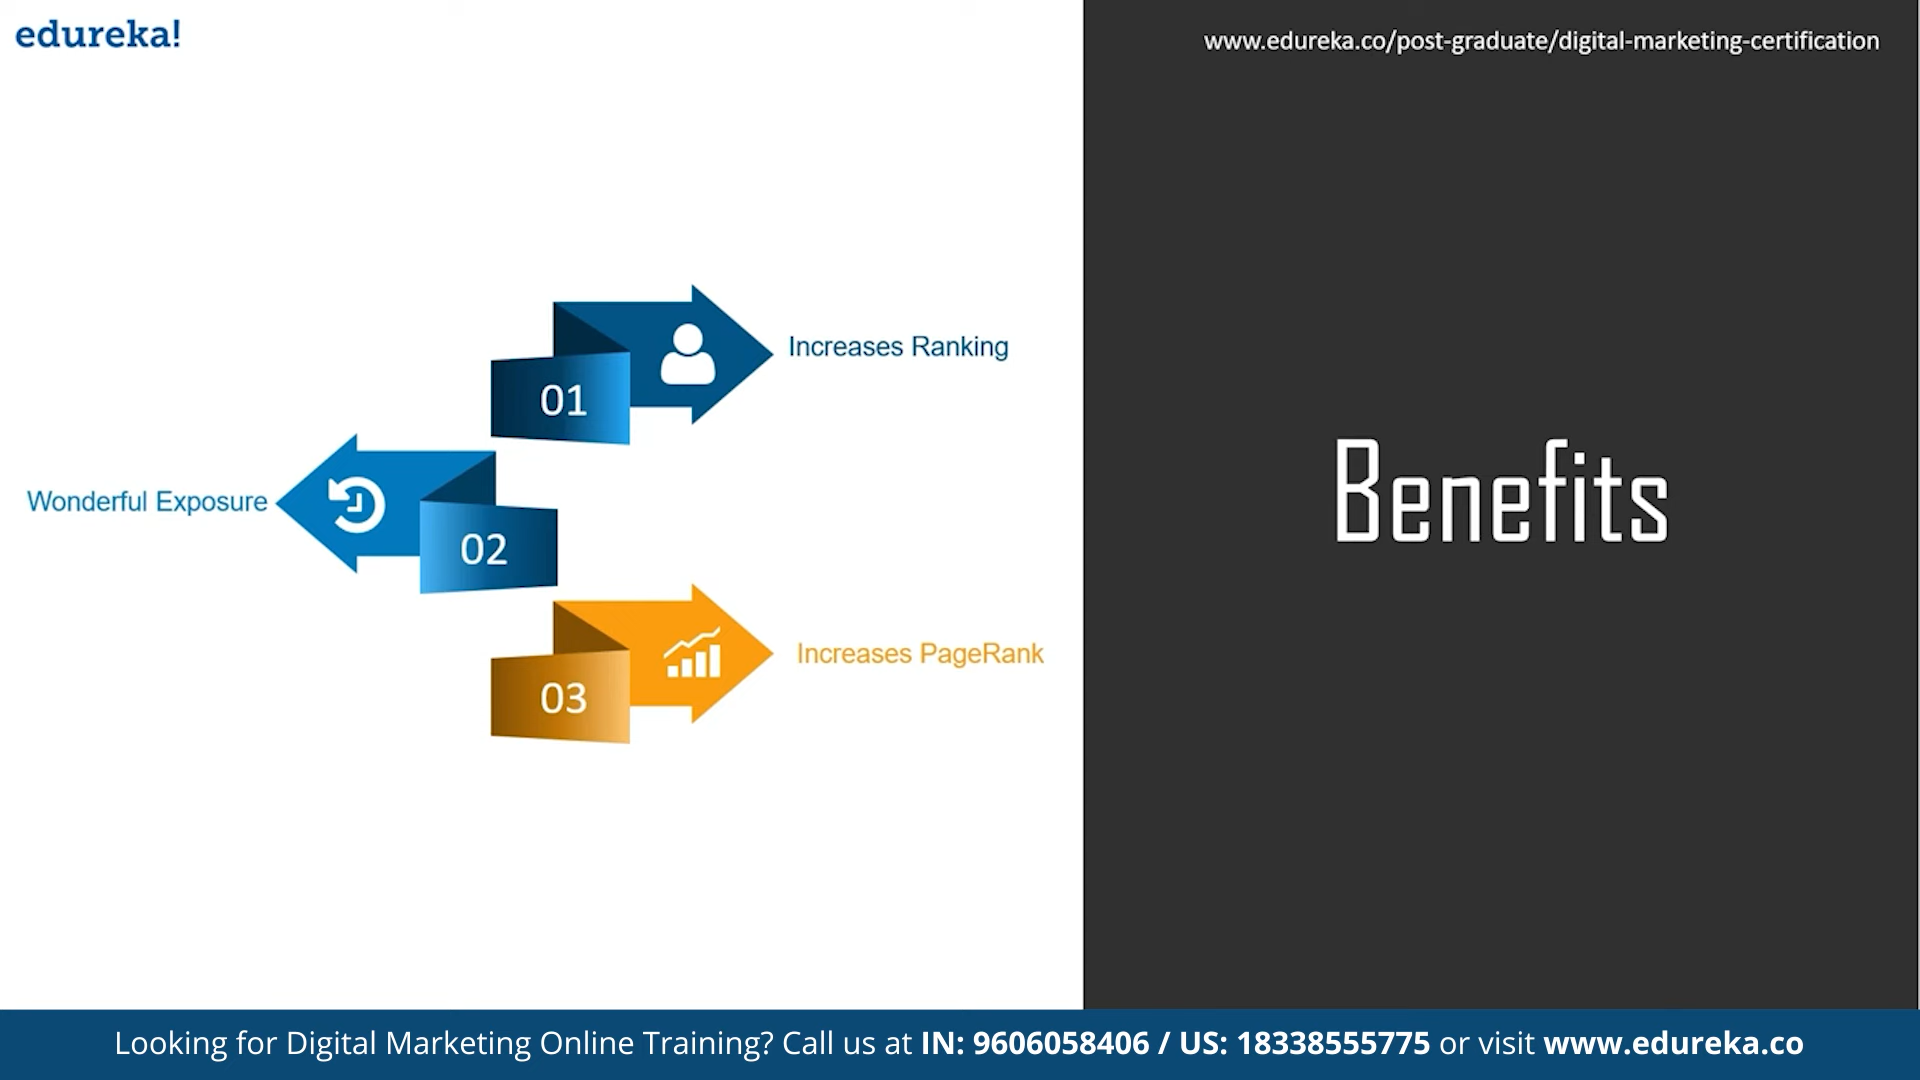 edureka!
www.edureka.co/post-graduate/digital-marketing-certification
01
Increases Ranking
Wonderful Exposure
02
03
Increases PageRank
Benefits
Looking for Digital Marketing Online Training? Call us at IN: 9606058406 / US: 18338555775 or visit www.edureka.co